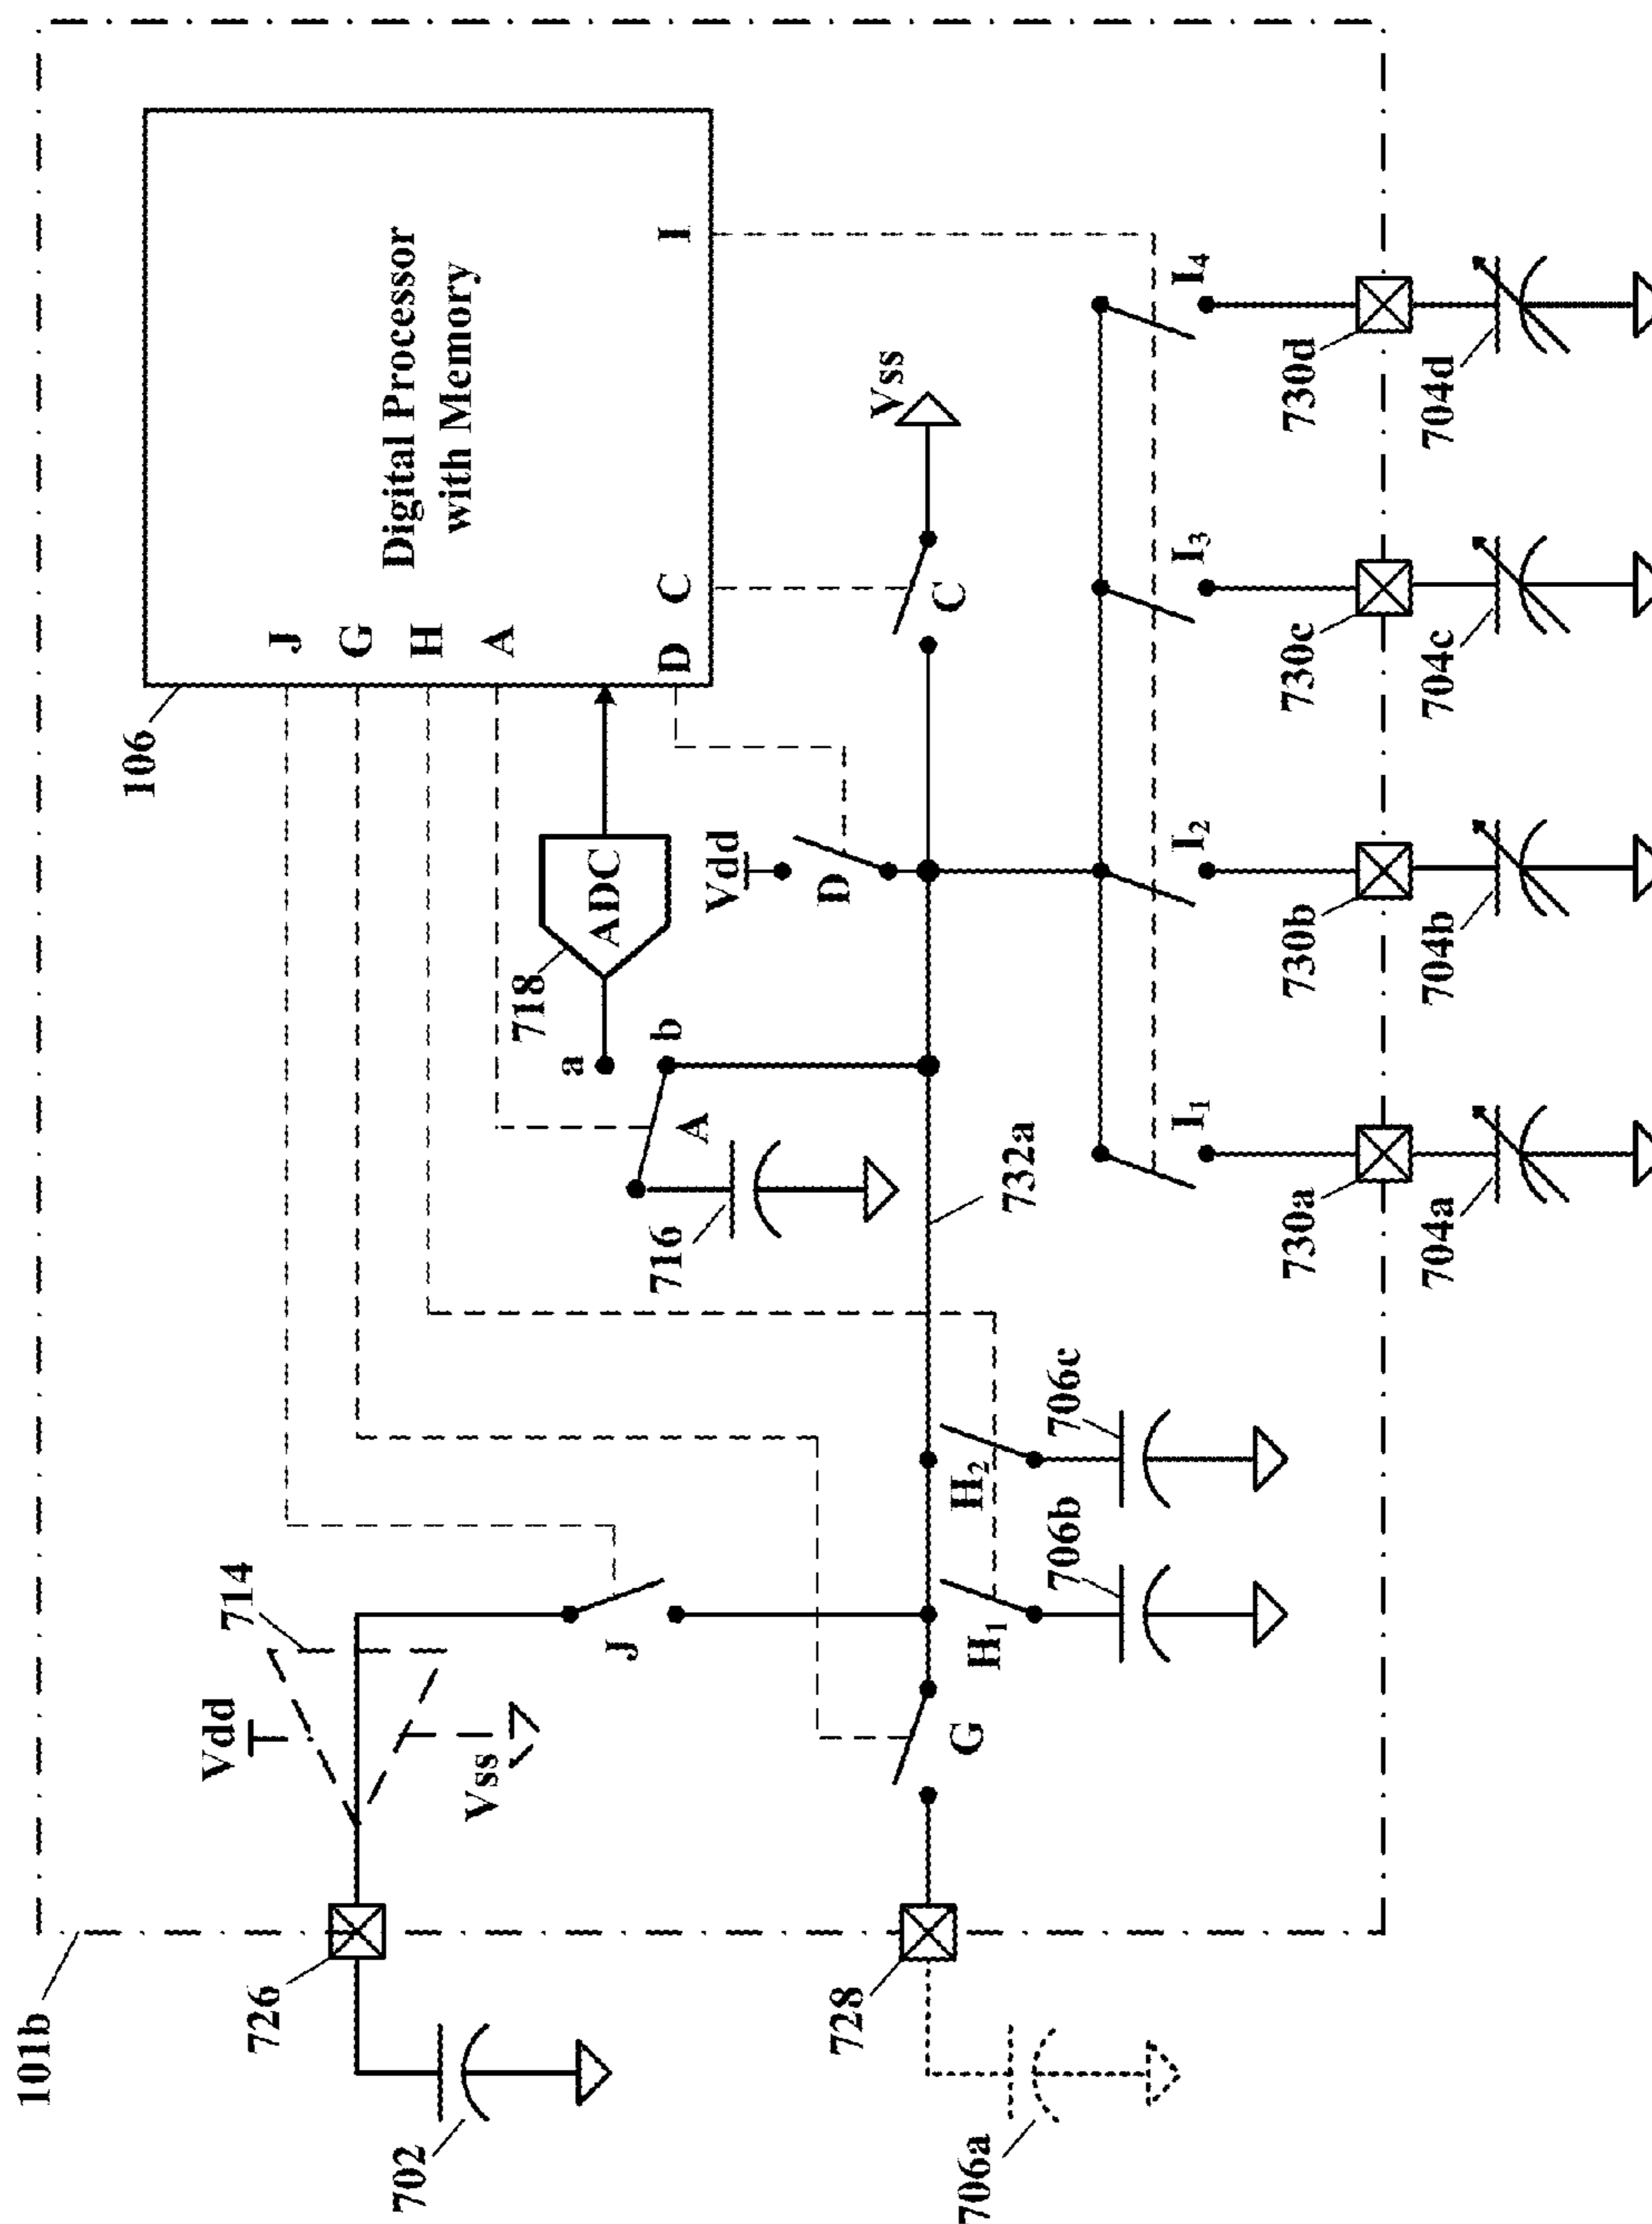 101b
726
702
714
Vdd
Vss
J
728
706a
G
H₁
H₂
706b
706c
732a
716
A
a
b
718
ADC
Vdd
D
106
J
G
H
A
D
C
I
Digital Processor
with Memory
C
Vss
I₁
I₂
I₃
I₄
730a
730b
730c
730d
704a
704b
704c
704d